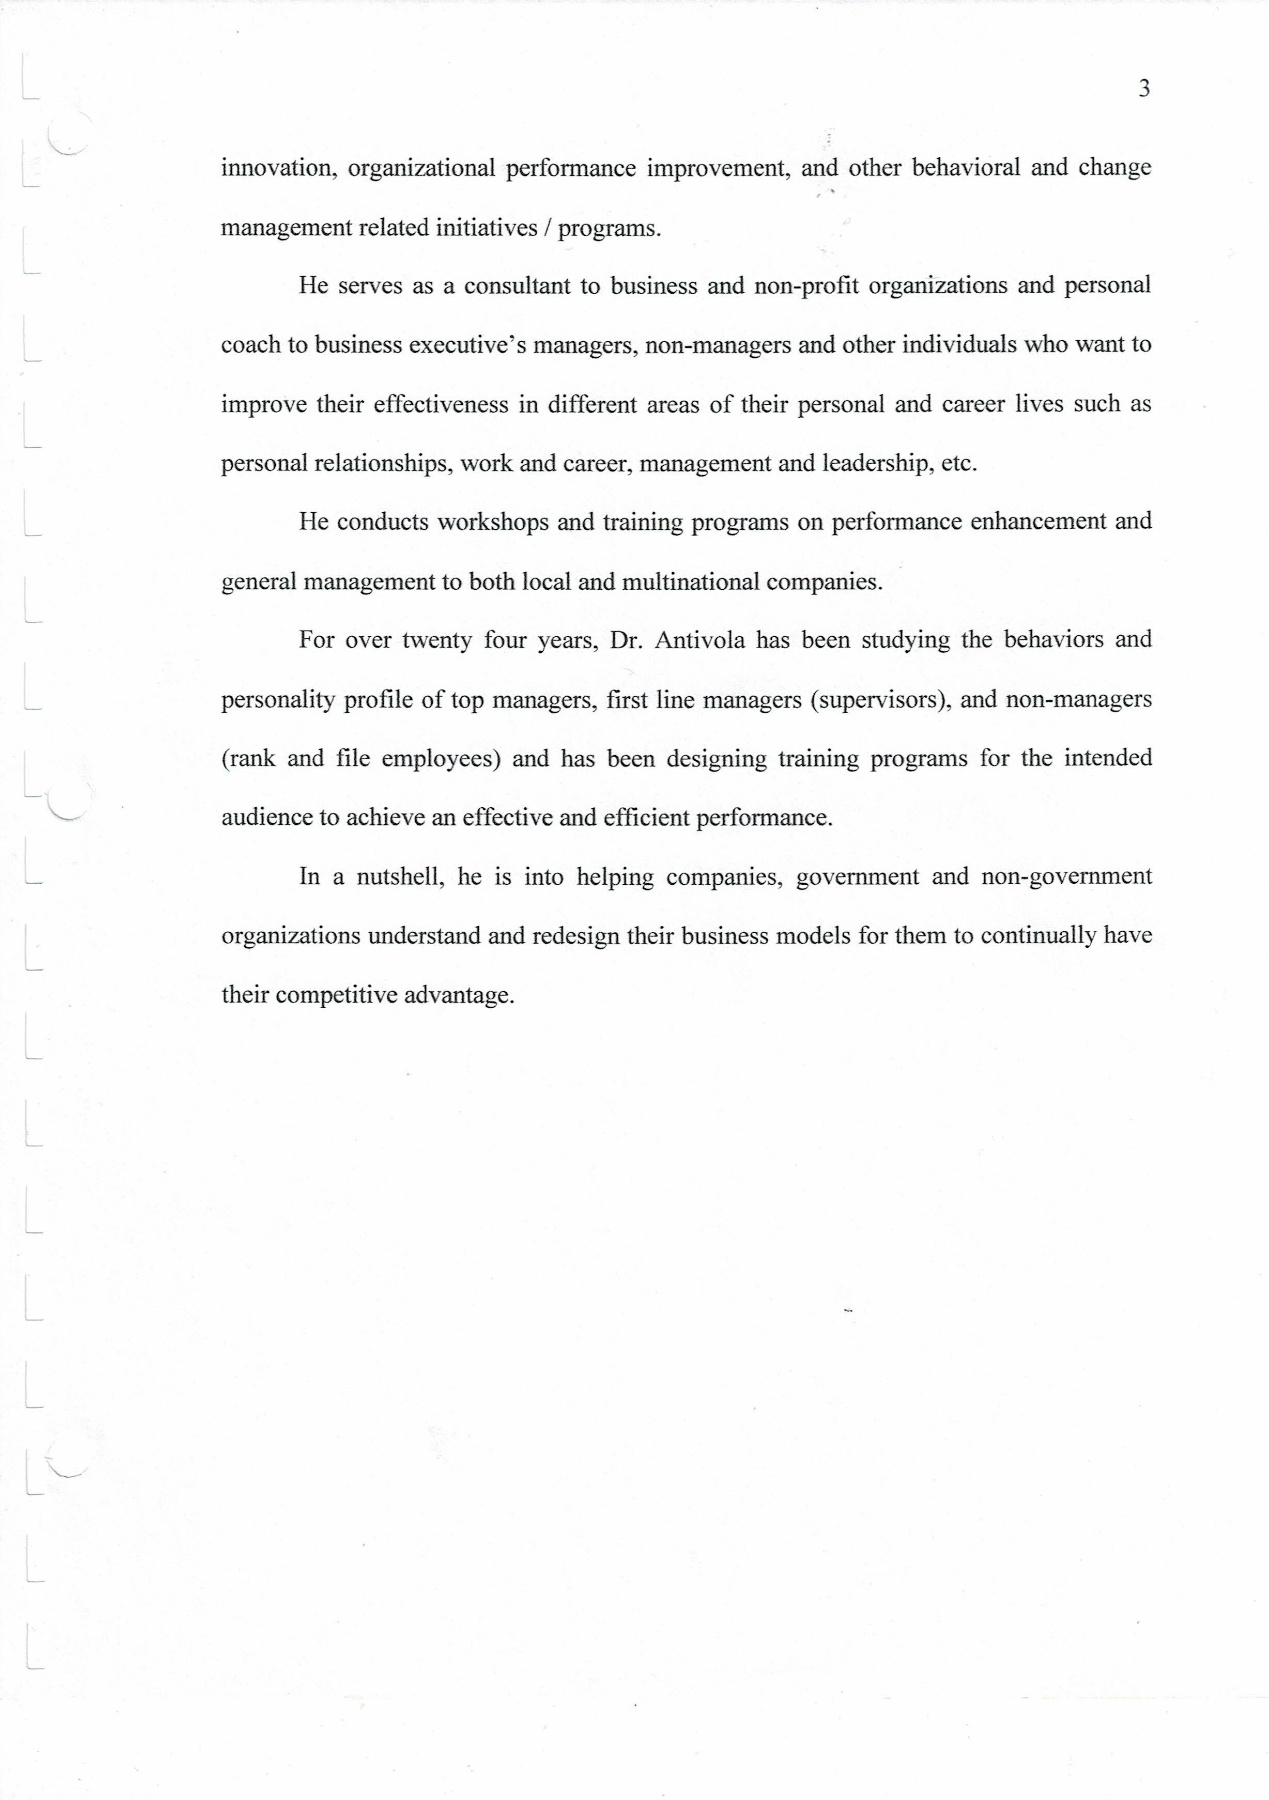 3
innovation, organizational performance improvement, and other behavioral and change
management related initiatives / programs.
He serves as a consultant to business and non-profit organizations and personal
coach to business executive's managers, non-managers and other individuals who want to
improve their effectiveness in different areas of their personal and career lives such as
personal relationships, work and career, management and leadership, etc.
He conducts workshops and training programs on performance enhancement and
general management to both local and multinational companies.
For over twenty four years, Dr. Antivola has been studying the behaviors and
personality profile of top managers, first line managers (supervisors), and non-managers
(rank and file employees) and has been designing training programs for the intended
audience to achieve an effective and efficient performance.
In a nutshell, he is into helping companies, government and non-government
organizations understand and redesign their business models for them to continually have
their competitive advantage.